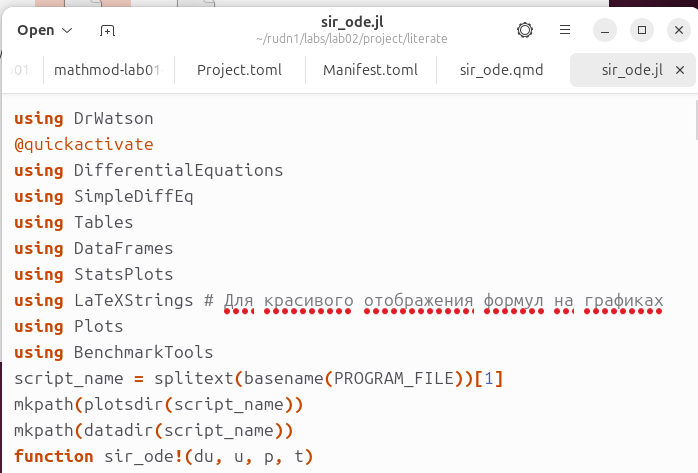 Open
sir_ode.jl
~/rudn1/labs/lab02/project/literate
01
mathmod-lab01
Project.toml
Manifest.toml
sir_ode.qmd
sir_ode.jl
using DrWatson
@quickactivate
using DifferentialEquations
using SimpleDiffEq
using Tables
using DataFrames
using StatsPlots
using LaTeXStrings # Для красивого отображения формул на графиках
using Plots
using BenchmarkTools
script_name = splitext(basename(PROGRAM_FILE))[1]
mkpath(plotsdir(script_name))
mkpath(datadir(script_name))
function sir_ode!(du, u, p, t)